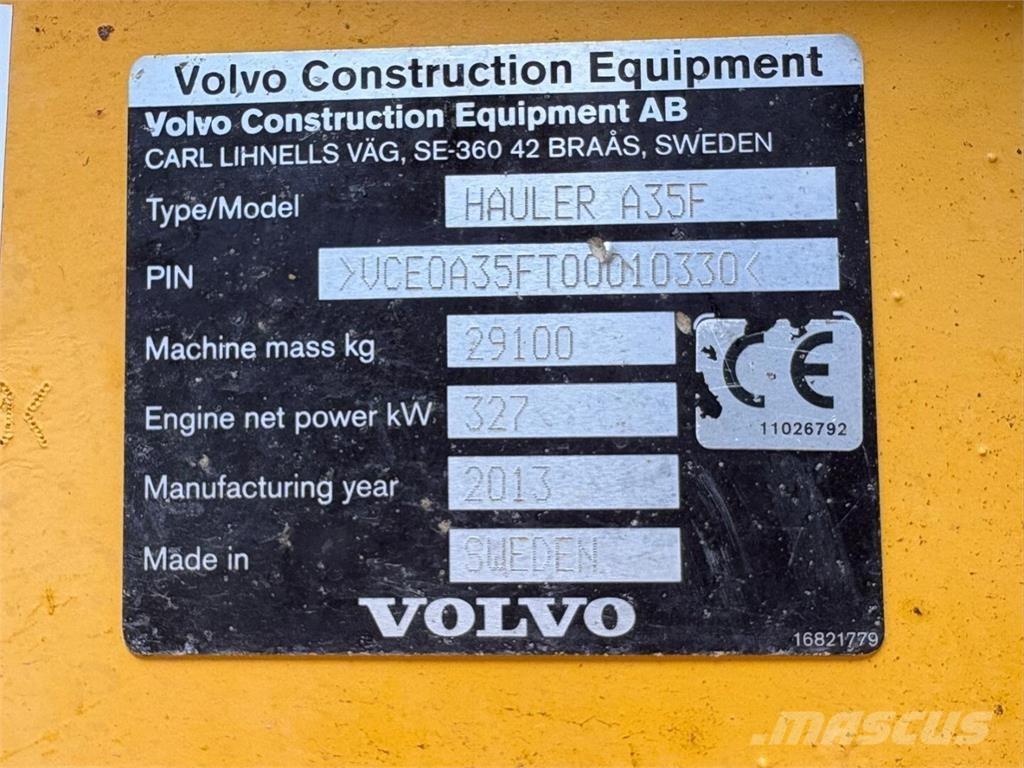 Volvo Construction Equipment
Volvo Construction Equipment AB
CARL LIHNELLS VÄG, SE-360 42 BRAÅS, SWEDEN
Type/Model HAULER A35F
PIN >VCE0A35FT00010330<
Machine mass kg 29100
CE
Engine net power kW 327
11026792
Manufacturing year 2013
Made in SWEDEN
VOLVO
16821779
MASCUS